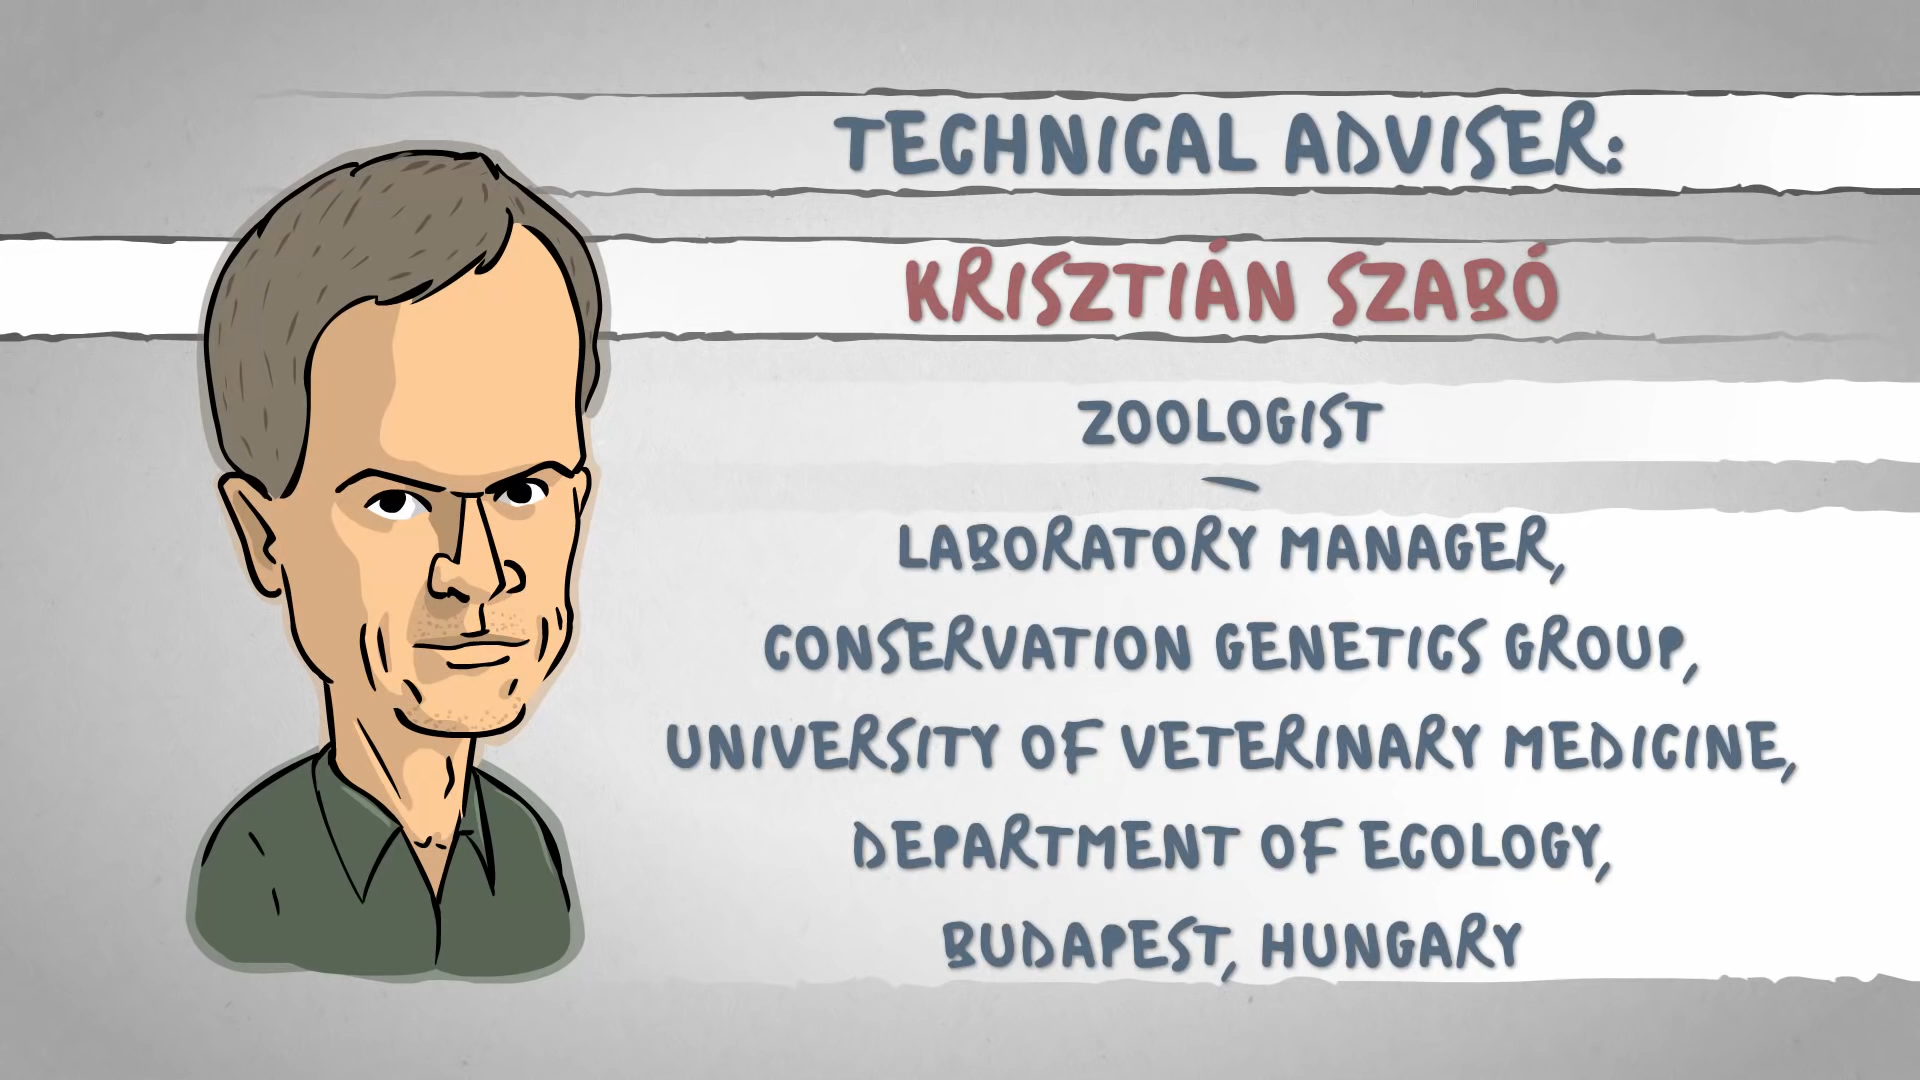 TECHNICAL ADVISER:
KRISZTIÁN SZABÓ
ZOOLOGIST
–
LABORATORY MANAGER,
CONSERVATION GENETICS GROUP,
UNIVERSITY OF VETERINARY MEDICINE,
DEPARTMENT OF ECOLOGY,
BUDAPEST, HUNGARY